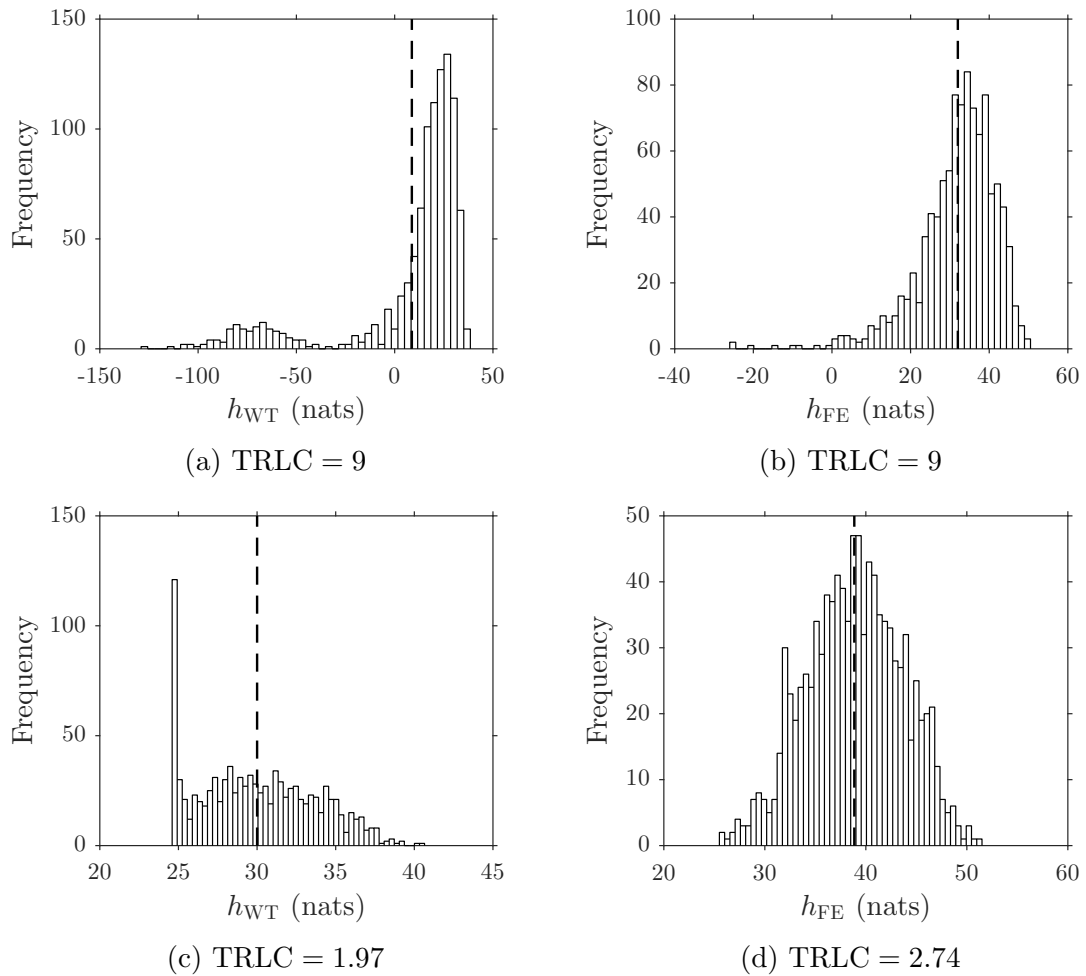 150
100
50
0
Frequency
-150 -100 -50 0 50
h_WT (nats)
(a) TRLC = 9
100
80
60
40
20
0
Frequency
-40 -20 0 20 40 60
h_FE (nats)
(b) TRLC = 9
150
100
50
0
Frequency
20 25 30 35 40 45
h_WT (nats)
(c) TRLC = 1.97
50
40
30
20
10
0
Frequency
20 30 40 50 60
h_FE (nats)
(d) TRLC = 2.74